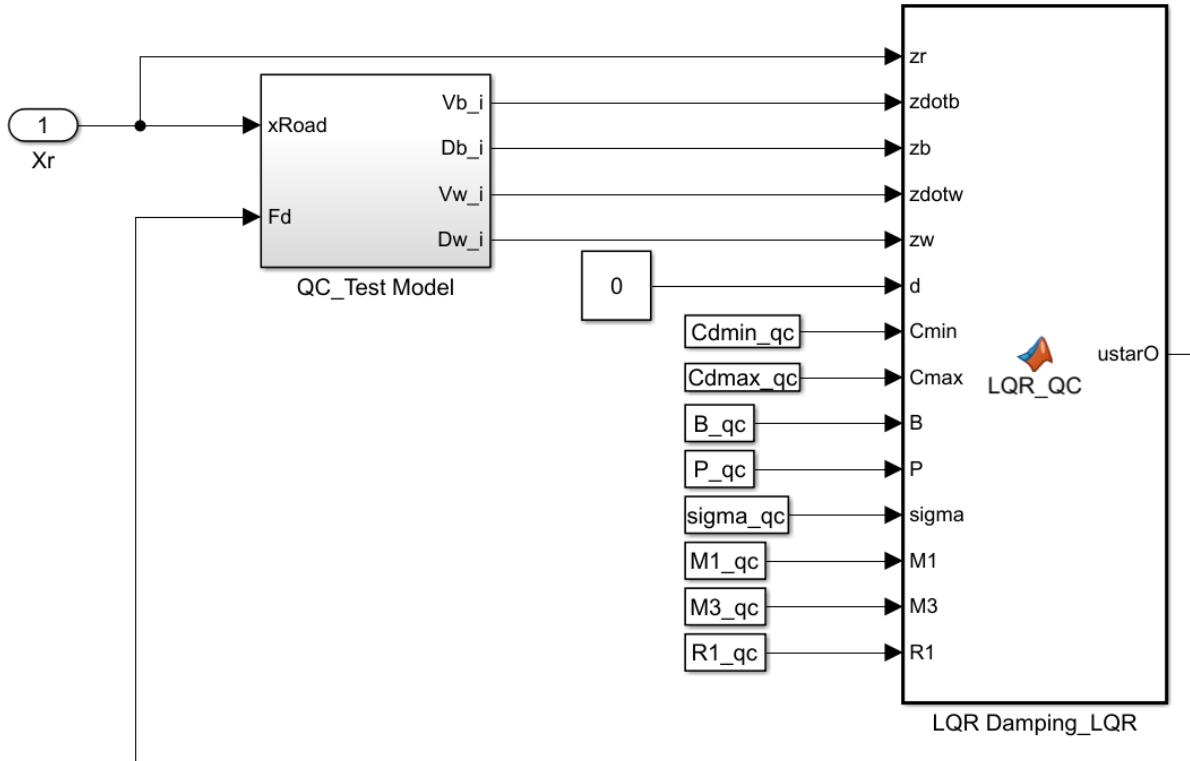 1
Xr
xRoad
Fd
Vb_i
Db_i
Vw_i
Dw_i
QC_Test Model
0
Cdmin_qc
Cdmax_qc
B_qc
P_qc
sigma_qc
M1_qc
M3_qc
R1_qc
zr
zdotb
zb
zdotw
zw
d
Cmin
Cmax
B
P
sigma
M1
M3
R1
LQR_QC
ustarO
LQR Damping_LQR